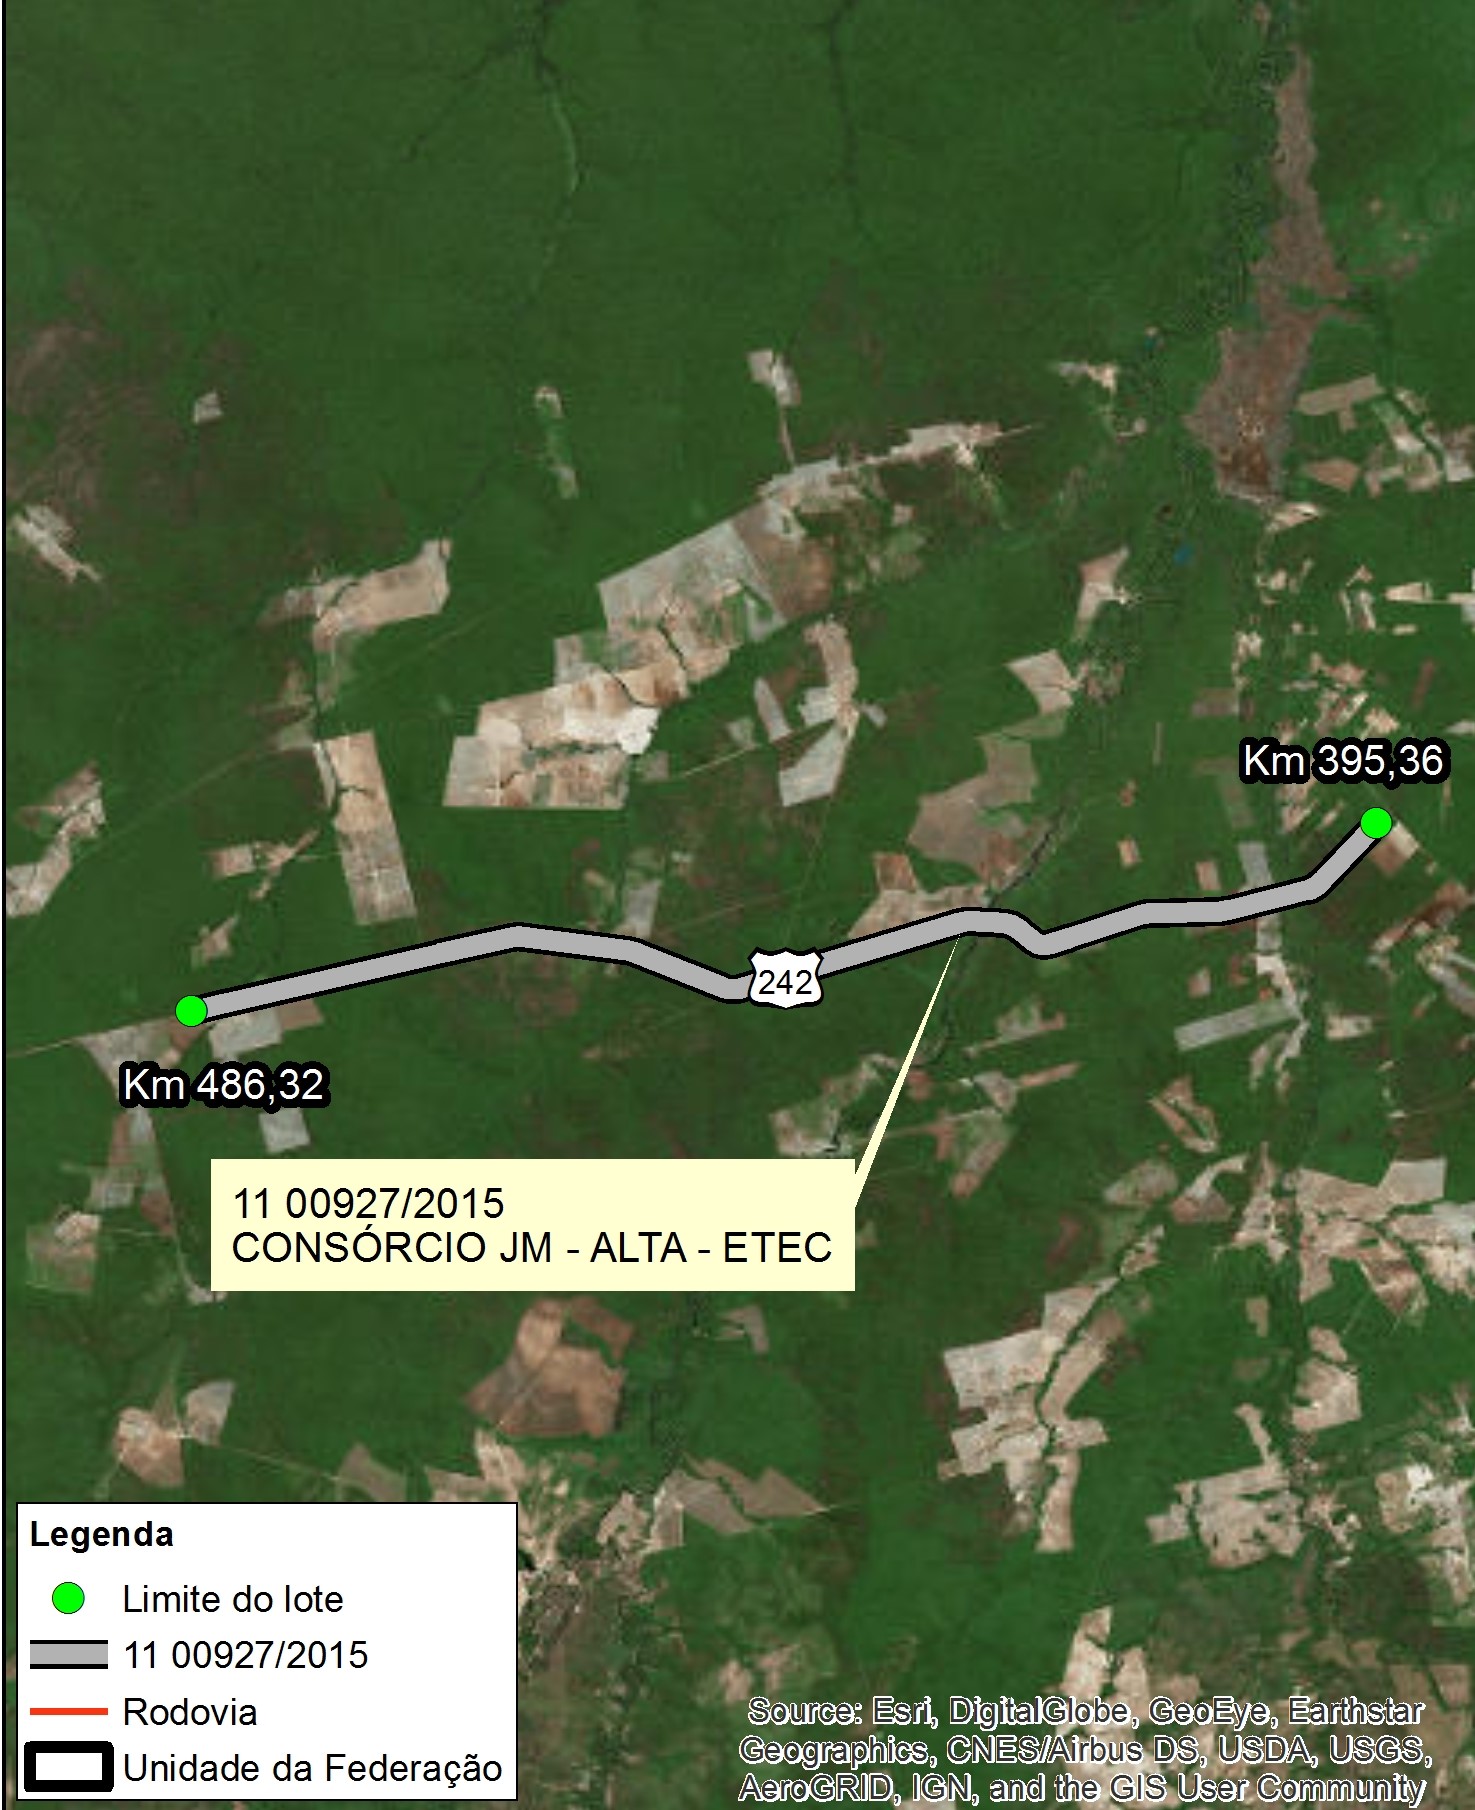 Km 395,36
242
Km 486,32
11 00927/2015
CONSÓRCIO JM - ALTA - ETEC
Legenda
Limite do lote
11 00927/2015
Rodovia
Unidade da Federação
Source: Esri, DigitalGlobe, GeoEye, Earthstar
Geographics, CNES/Airbus DS, USDA, USGS,
AeroGRID, IGN, and the GIS User Community